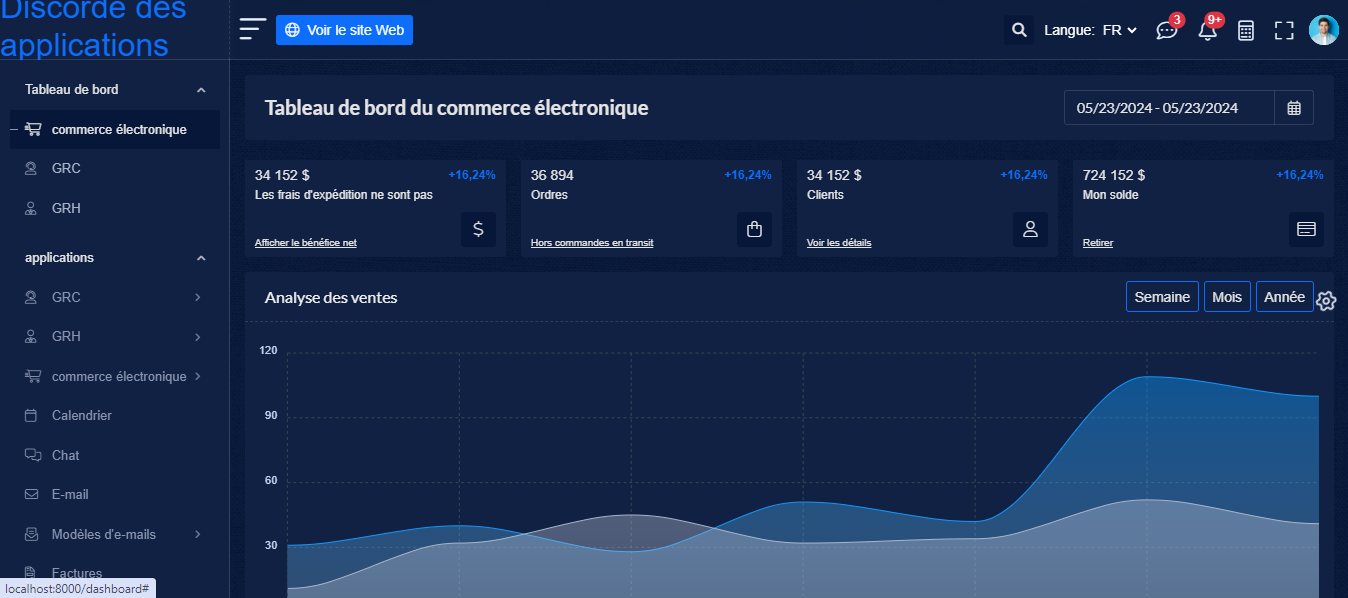 Discorde des
applications
Voir le site Web
Langue: FR
3
9+
Tableau de bord
commerce électronique
GRC
GRH
applications
GRC
GRH
commerce électronique
Calendrier
Chat
E-mail
Modèles d'e-mails
Factures
localhost:8000/dashboard#
Tableau de bord du commerce électronique
05/23/2024 - 05/23/2024
34 152 $ +16,24%
Les frais d'expédition ne sont pas
Afficher le bénéfice net
$
36 894 +16,24%
Ordres
Hors commandes en transit
34 152 $ +16,24%
Clients
Voir les détails
724 152 $ +16,24%
Mon solde
Retirer
Analyse des ventes
Semaine Mois Année
120
90
60
30